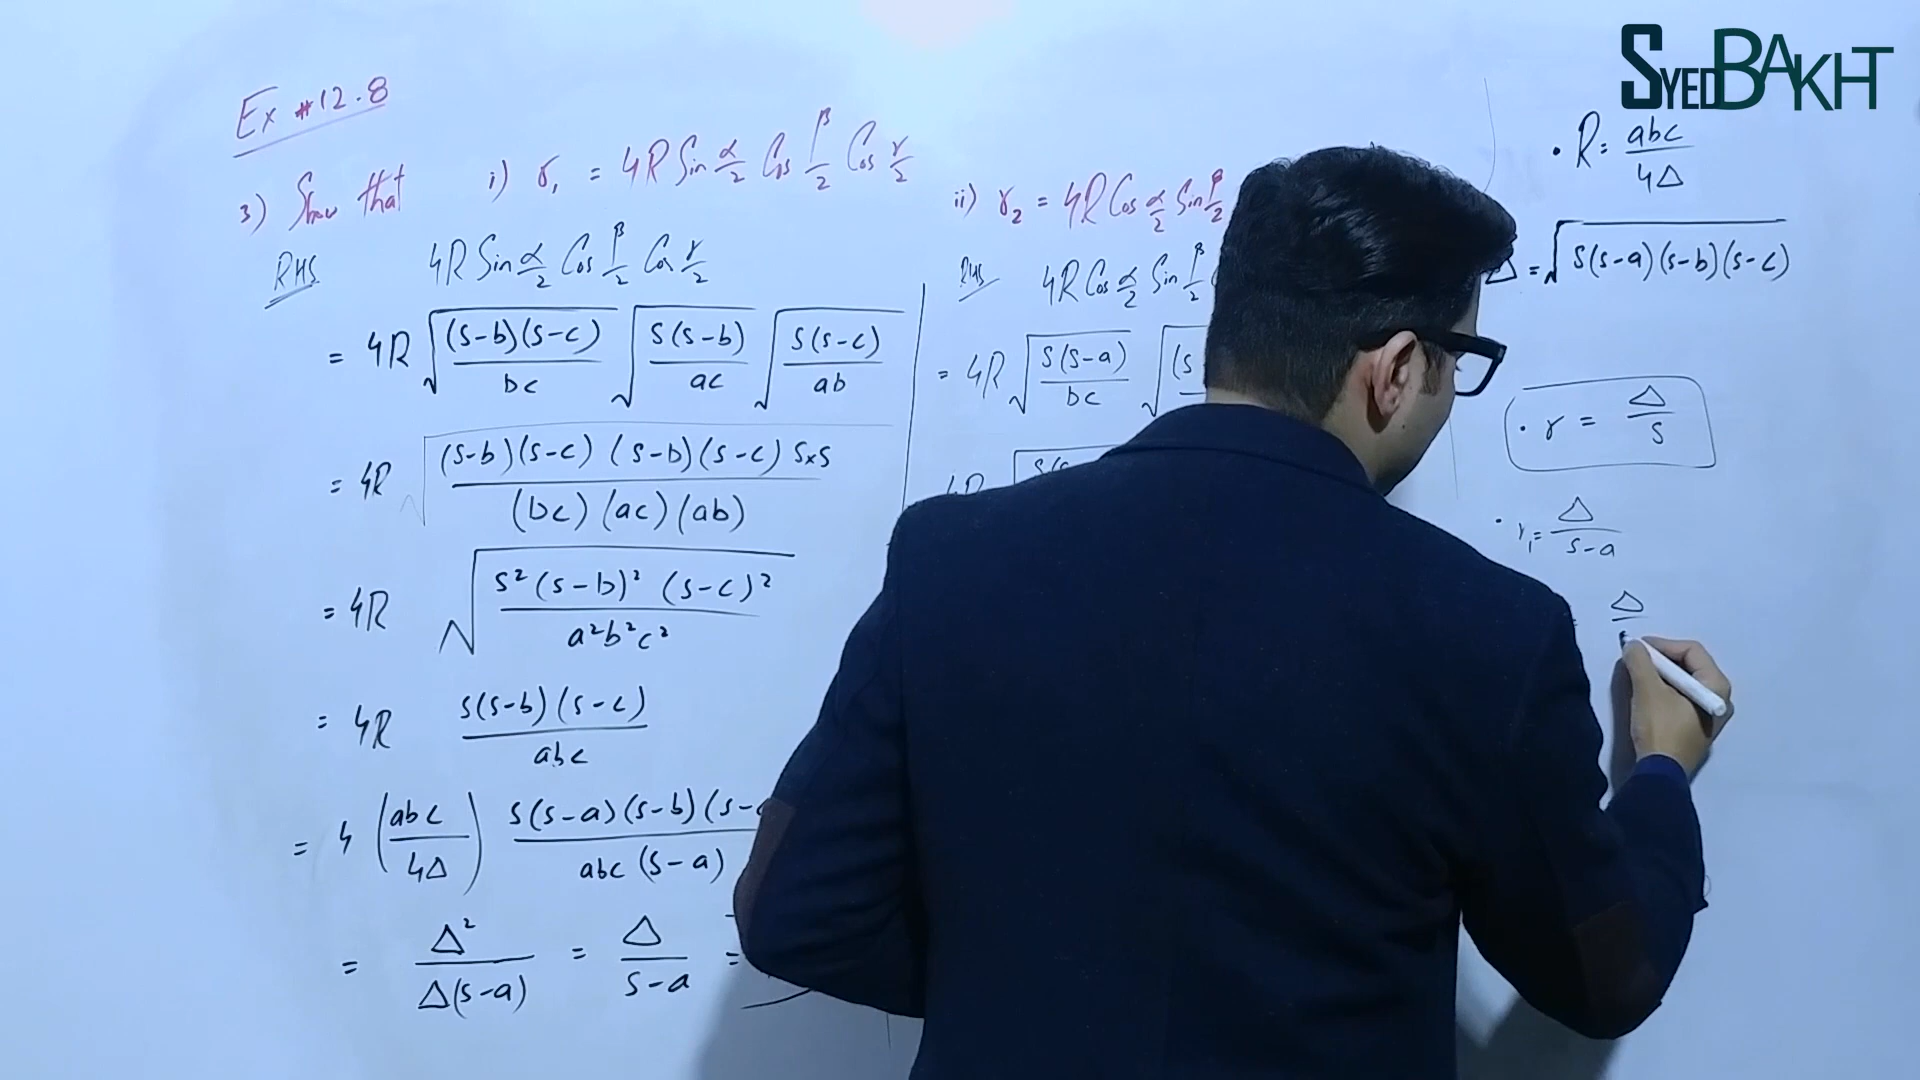 SYEDBAKHT
Ex #12.8
3) Show that i) r₁ = 4R Sin α/2 Cos β/2 Cos γ/2
RHS 4R Sin α/2 Cos β/2 Cos γ/2
= 4R √((s-b)(s-c)/bc) √(s(s-b)/ac) √(s(s-c)/ab)
= 4R √((s-b)(s-c)(s-b)(s-c) s×s/(bc)(ac)(ab))
= 4R √(s²(s-b)²(s-c)²/a²b²c²)
= 4R s(s-b)(s-c)/abc
= 4 (abc/4Δ) s(s-a)(s-b)(s-/abc(s-a)
= Δ²/Δ(s-a) = Δ/s-a =
ii) r₂ = 4R Cos α/2 Sin β/2
RHS 4R Cos α/2 Sin β/2
= 4R √(s(s-a)/bc) √(s
4R √
• R = abc/4Δ
Δ = √(s(s-a)(s-b)(s-c))
• r = Δ/s
• r₁ = Δ/s-a
Δ